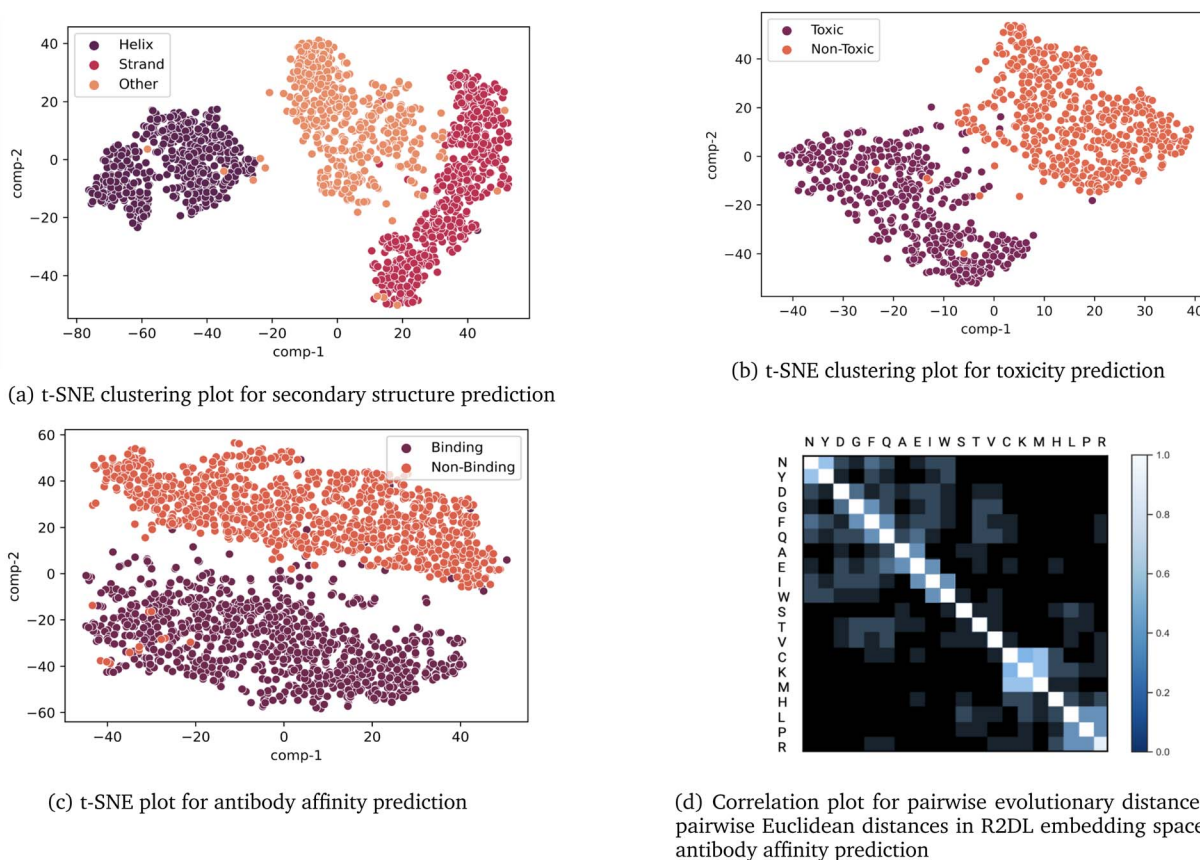 Helix
Strand
Other
40
20
0
−20
−40
comp-2
−80 −60 −40 −20 0 20 40
comp-1
(a) t-SNE clustering plot for secondary structure prediction
Toxic
Non-Toxic
40
20
0
−20
−40
comp-2
−40 −30 −20 −10 0 10 20 30 40
comp-1
(b) t-SNE clustering plot for toxicity prediction
Binding
Non-Binding
60
40
20
0
−20
−40
−60
comp-2
−40 −20 0 20 40
comp-1
(c) t-SNE plot for antibody affinity prediction
N Y D G F Q A E I W S T V C K M H L P R
N
Y
D
G
F
Q
A
E
I
W
S
T
V
C
K
M
H
L
P
R
1.0
0.8
0.6
0.4
0.2
0.0
(d) Correlation plot for pairwise evolutionary distance
pairwise Euclidean distances in R2DL embedding space
antibody affinity prediction